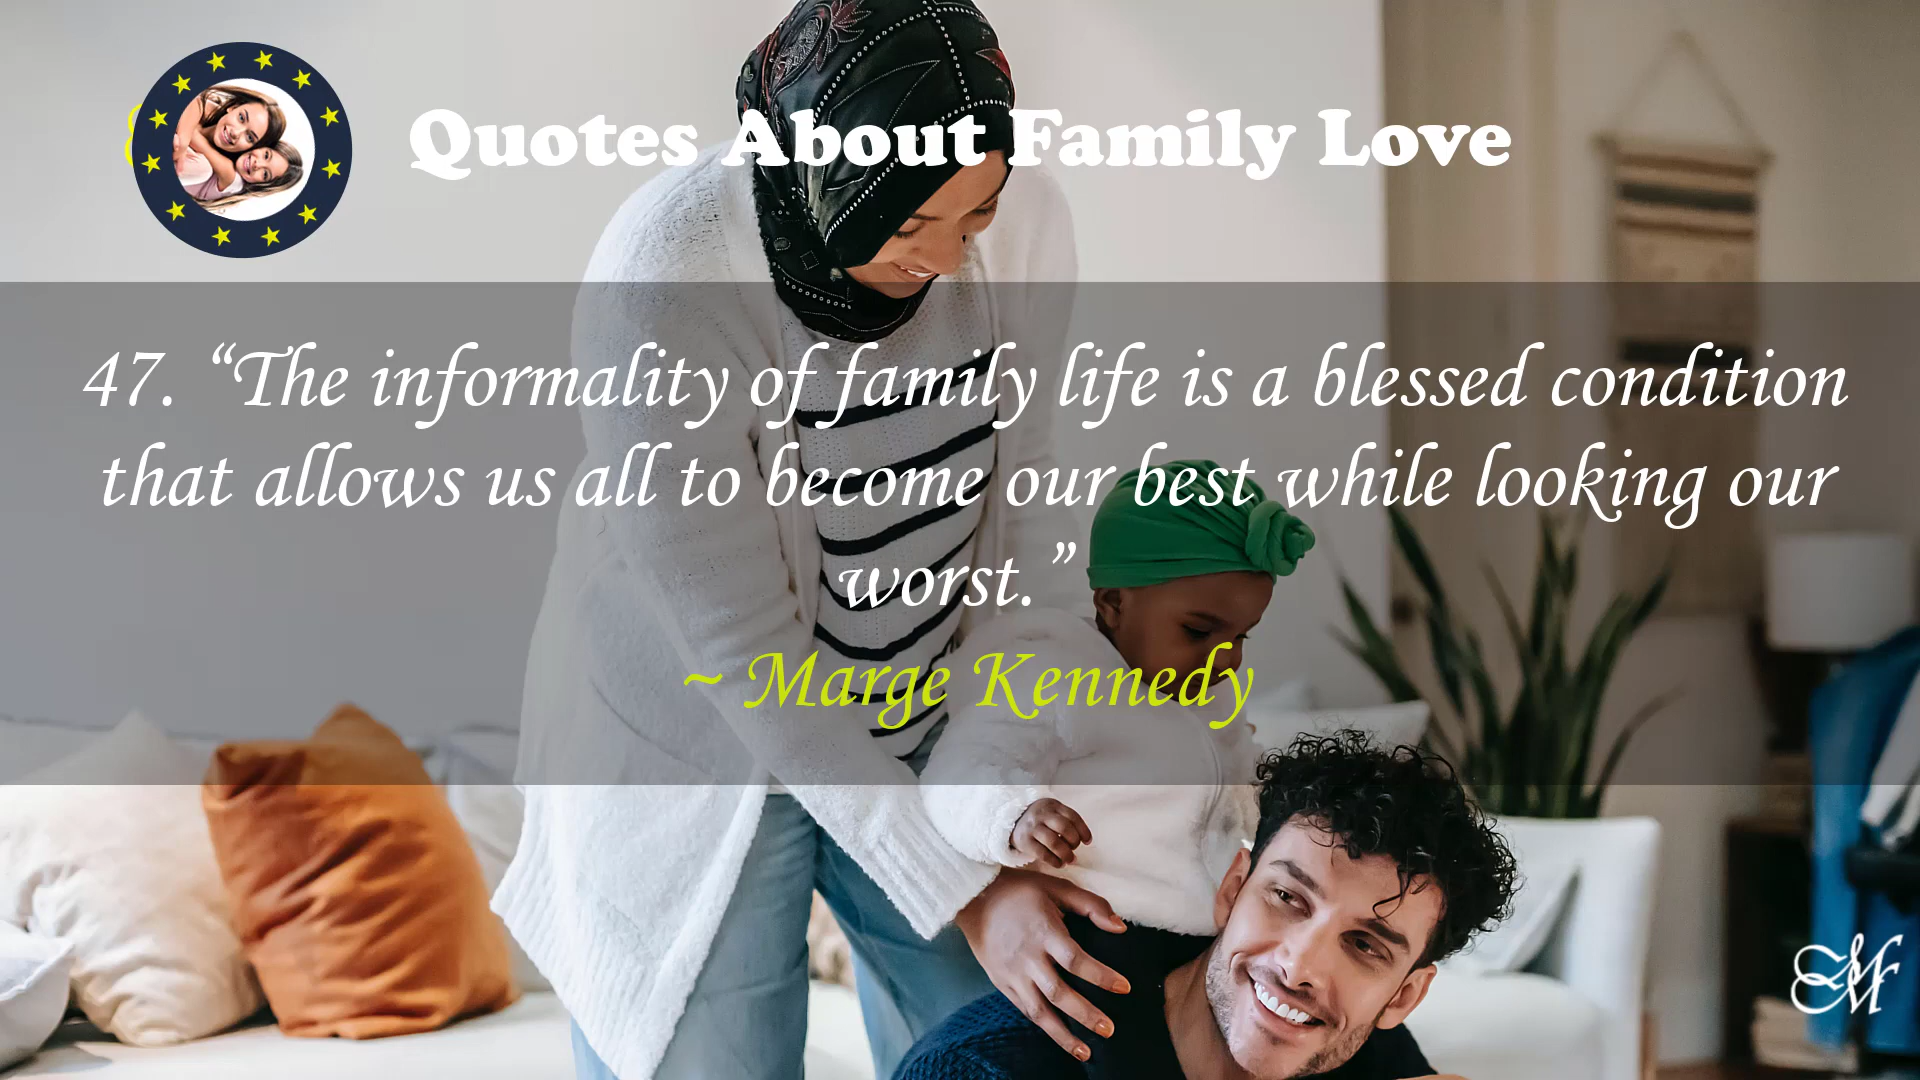 Quotes About Family Love
47. “The informality of family life is a blessed condition
that allows us all to become our best while looking our
worst.”
~ Marge Kennedy